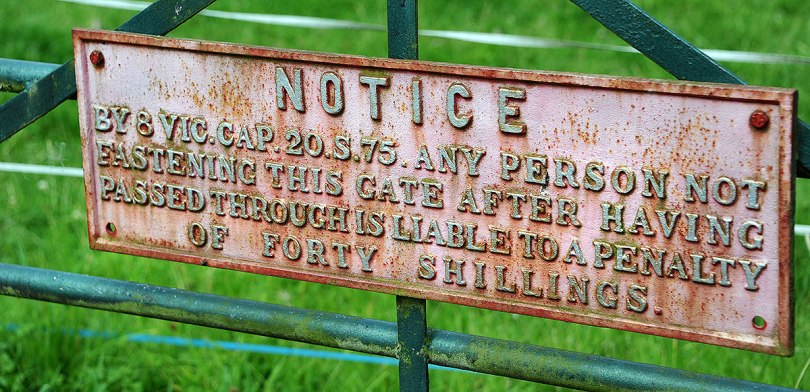 NOTICE
BY 8 VIC. CAP. 20. S. 75 ANY PERSON NOT
FASTENING THIS GATE AFTER HAVING
PASSED THROUGH IS LIABLE TO A PENALTY
OF FORTY SHILLINGS.